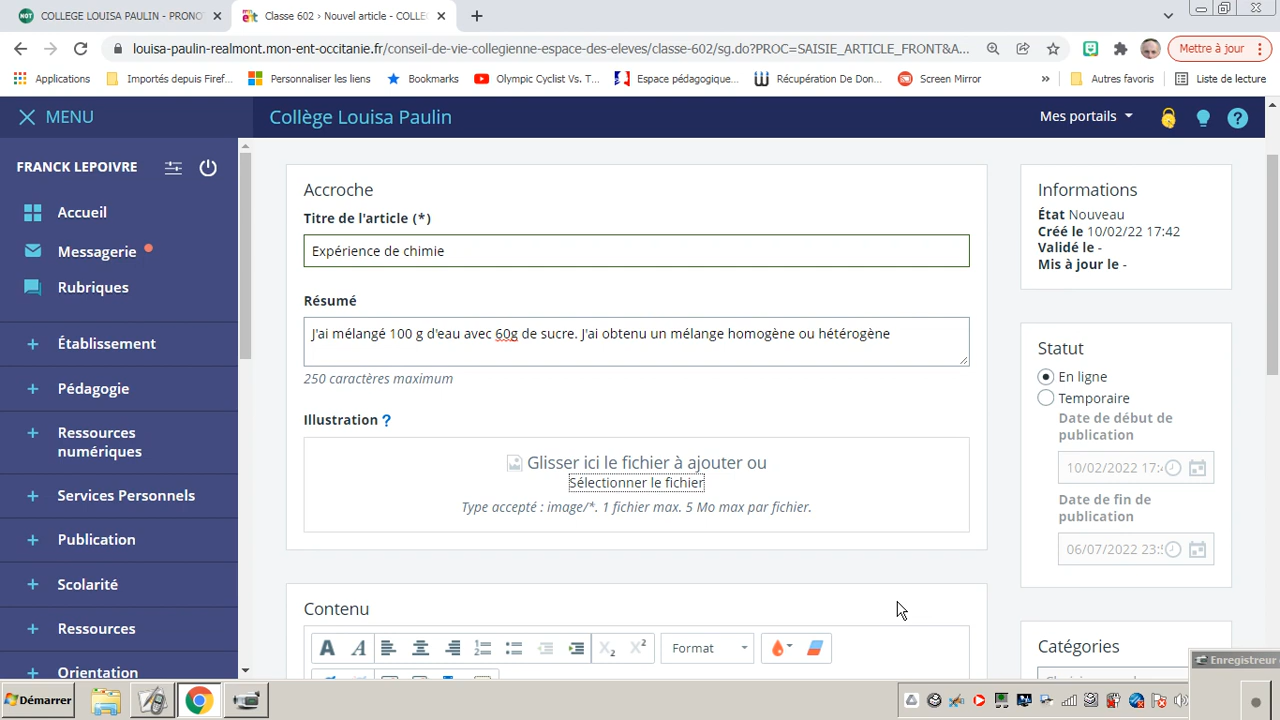 COLLEGE LOUISA PAULIN - PRONO
Classe 602 › Nouvel article - COLLE
louisa-paulin-realmont.mon-ent-occitanie.fr/conseil-de-vie-collegienne-espace-des-eleves/classe-602/sg.do?PROC=SAISIE_ARTICLE_FRONT&A...
Mettre à jour
Applications
Importés depuis Firef...
Personnaliser les liens
Bookmarks
Olympic Cyclist Vs. T...
Espace pédagogique...
Récupération De Don...
Screen Mirror
»
Autres favoris
Liste de lecture
MENU
Collège Louisa Paulin
Mes portails
FRANCK LEPOIVRE
Accueil
Messagerie
Rubriques
+ Établissement
+ Pédagogie
+ Ressources
numériques
+ Services Personnels
+ Publication
+ Scolarité
+ Ressources
+ Orientation
Accroche
Titre de l'article (*)
Expérience de chimie
Résumé
J'ai mélangé 100 g d'eau avec 60g de sucre. J'ai obtenu un mélange homogène ou hétérogène
250 caractères maximum
Illustration ?
Glisser ici le fichier à ajouter ou
Sélectionner le fichier
Type accepté : image/*. 1 fichier max. 5 Mo max par fichier.
Contenu
Format
Informations
État Nouveau
Créé le 10/02/22 17:42
Validé le -
Mis à jour le -
Statut
En ligne
Temporaire
Date de début de
publication
10/02/2022 17:4
Date de fin de
publication
06/07/2022 23:5
Catégories
Enregistreur
Démarrer